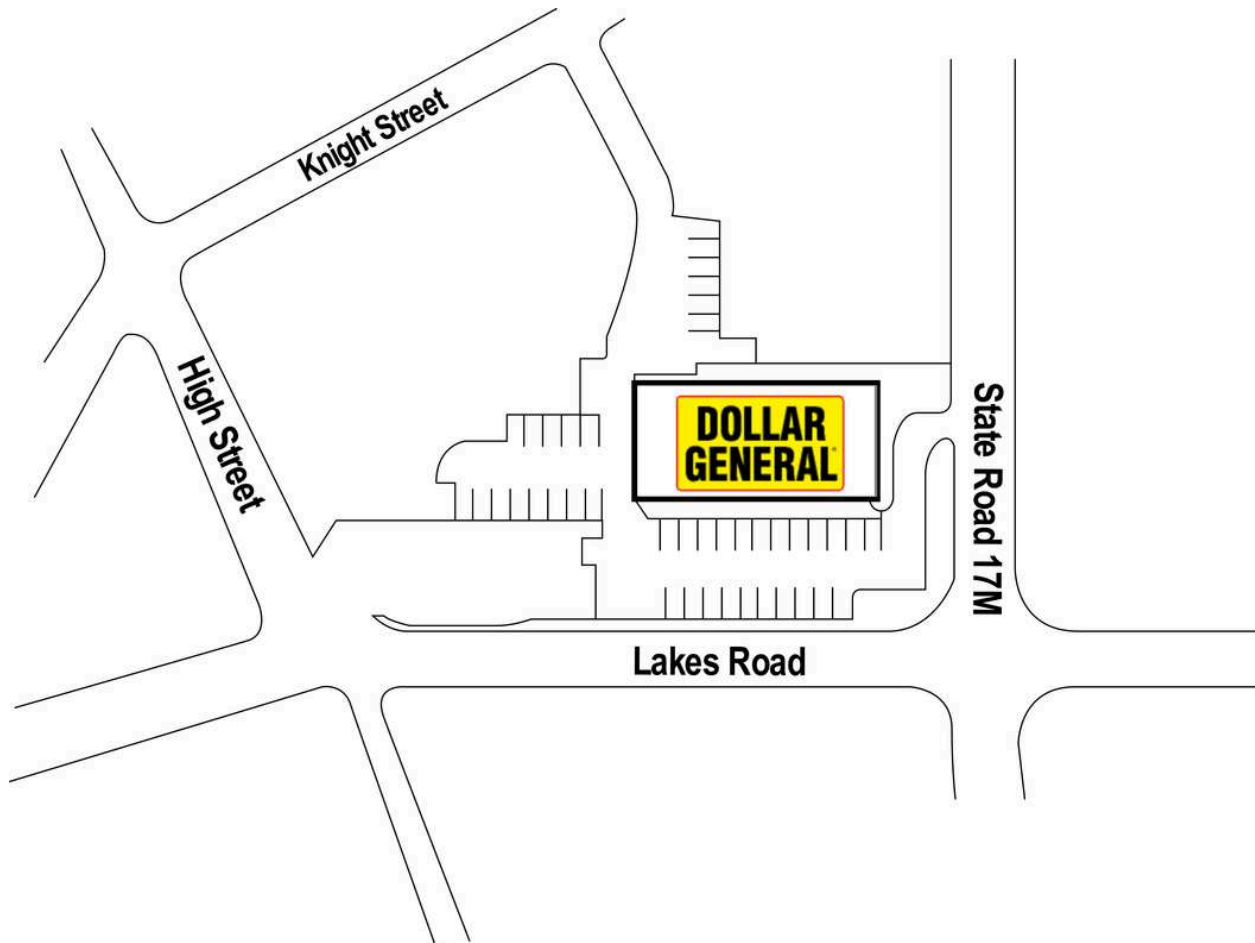 Knight Street
High Street
DOLLAR
GENERAL
State Road 17M
Lakes Road